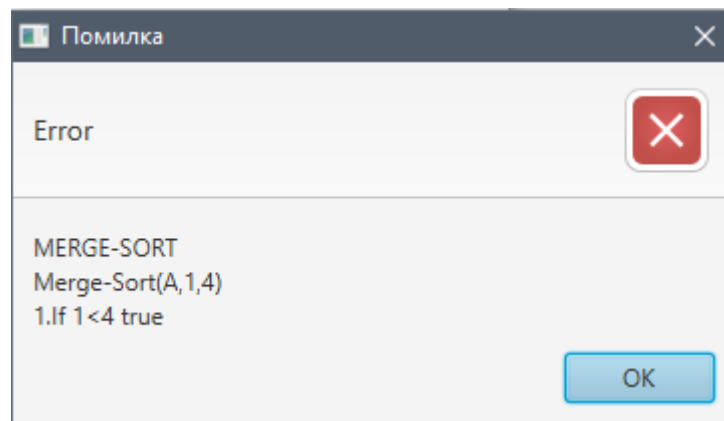 Помилка
Error
MERGE-SORT
Merge-Sort(A,1,4)
1.If 1<4 true
OK